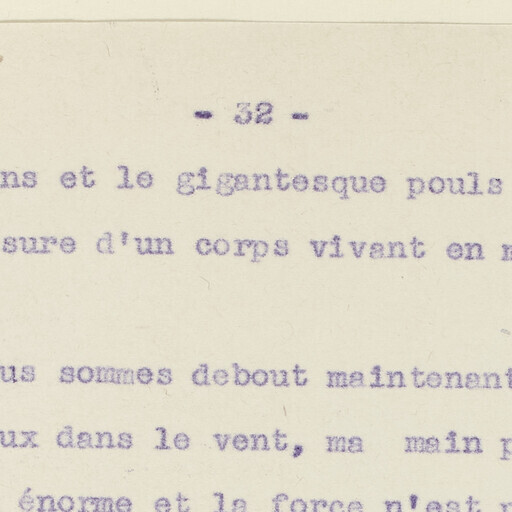 - 32 -
ns et le gigantesque pouls
sure d'un corps vivant en
us sommes debout maintenant
ux dans le vent, ma main
énorme et la force n'est